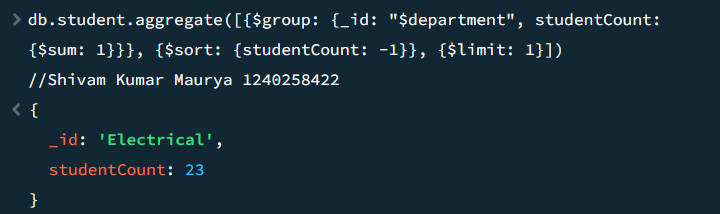 > db.student.aggregate([{$group: {_id: "$department", studentCount:
{$sum: 1}}}, {$sort: {studentCount: -1}}, {$limit: 1}])
//Shivam Kumar Maurya 1240258422
< {
_id: 'Electrical',
studentCount: 23
}